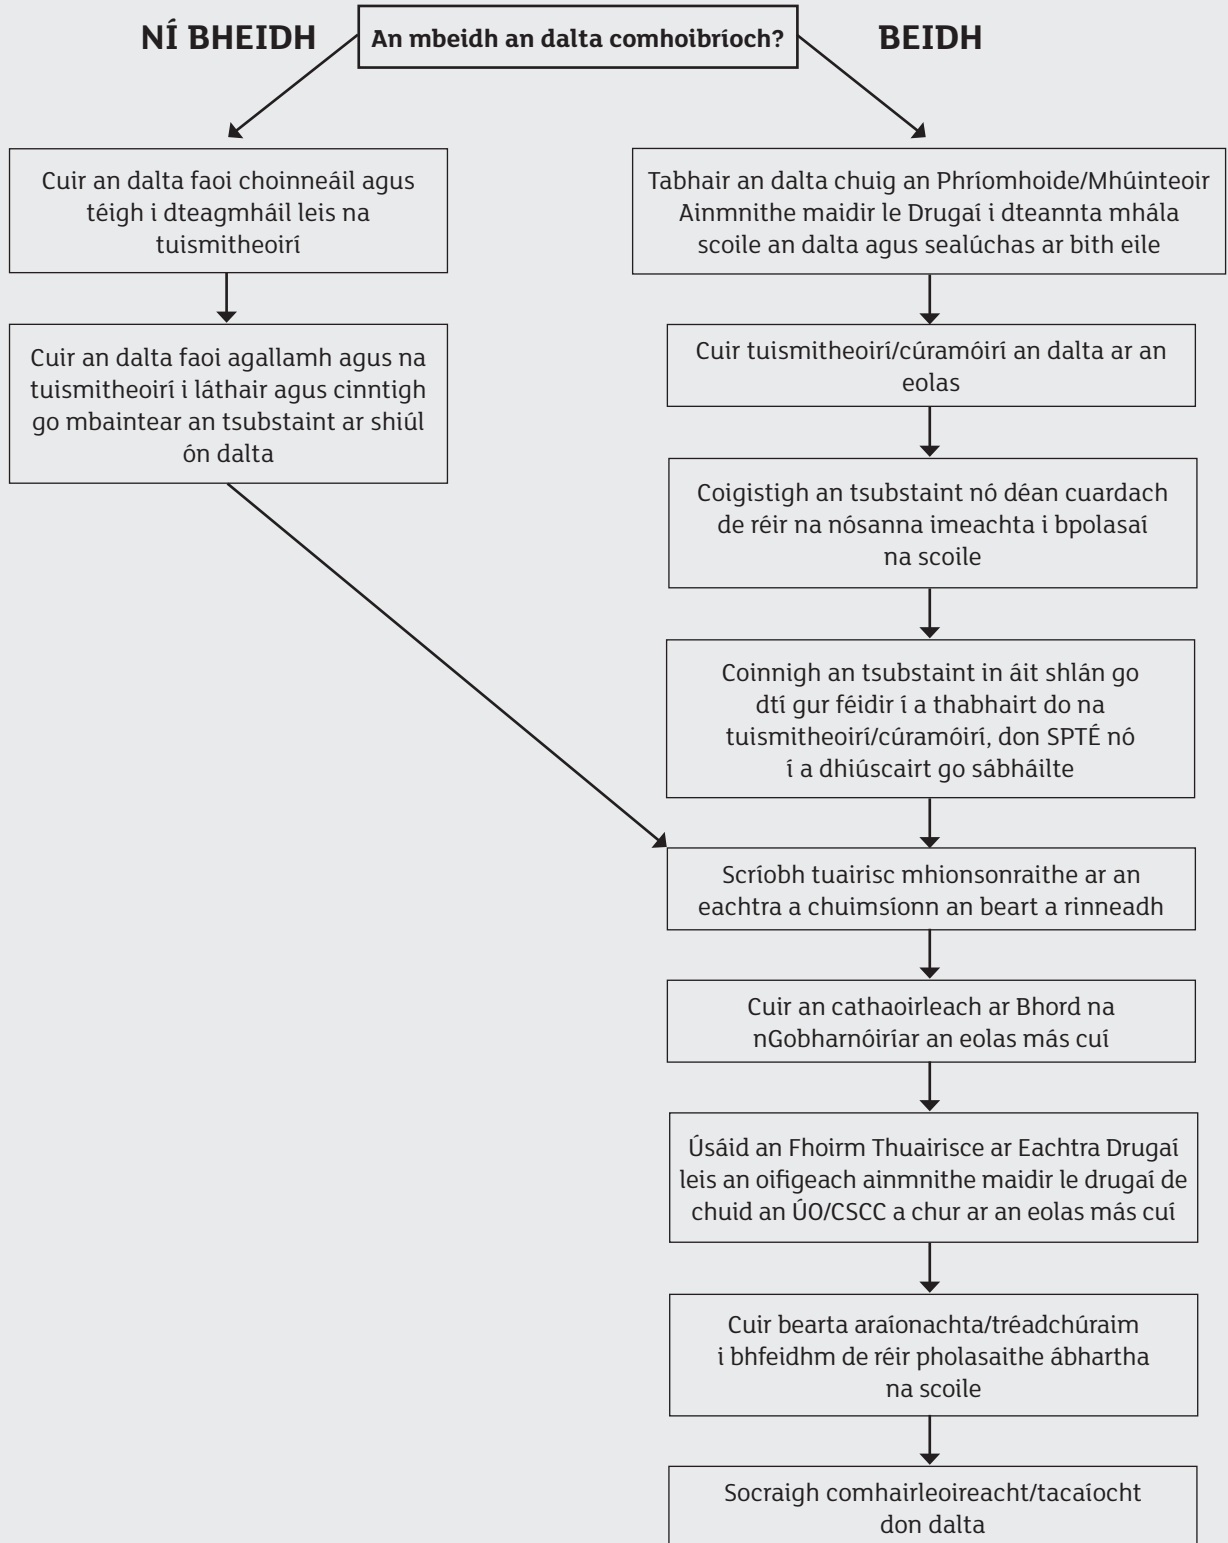 NÍ BHEIDH
An mbeidh an dalta comhoibríoch?
BEIDH
Cuir an dalta faoi choinneáil agus
téigh i dteagmháil leis na
tuismitheoirí
Cuir an dalta faoi agallamh agus na
tuismitheoirí i láthair agus cinntigh
go mbaintear an tsubstaint ar shiúl
ón dalta
Tabhair an dalta chuig an Phríomhoide/Mhúinteoir
Ainmnithe maidir le Drugaí i dteannta mhála
scoile an dalta agus sealúchas ar bith eile
Cuir tuismitheoirí/cúramóirí an dalta ar an
eolas
Coigistigh an tsubstaint nó déan cuardach
de réir na nósanna imeachta i bpolasaí
na scoile
Coinnigh an tsubstaint in áit shlán go
dtí gur féidir í a thabhairt do na
tuismitheoirí/cúramóirí, don SPTÉ nó
í a dhiúscairt go sábháilte
Scríobh tuairisc mhionsonraithe ar an
eachtra a chuimsíonn an beart a rinneadh
Cuir an cathaoirleach ar Bhord na
nGobharnóiríar an eolas más cuí
Úsáid an Fhoirm Thuairisce ar Eachtra Drugaí
leis an oifigeach ainmnithe maidir le drugaí de
chuid an ÚO/CSCC a chur ar an eolas más cuí
Cuir bearta araíonachta/tréadchúraim
i bhfeidhm de réir pholasaithe ábhartha
na scoile
Socraigh comhairleoireacht/tacaíocht
don dalta